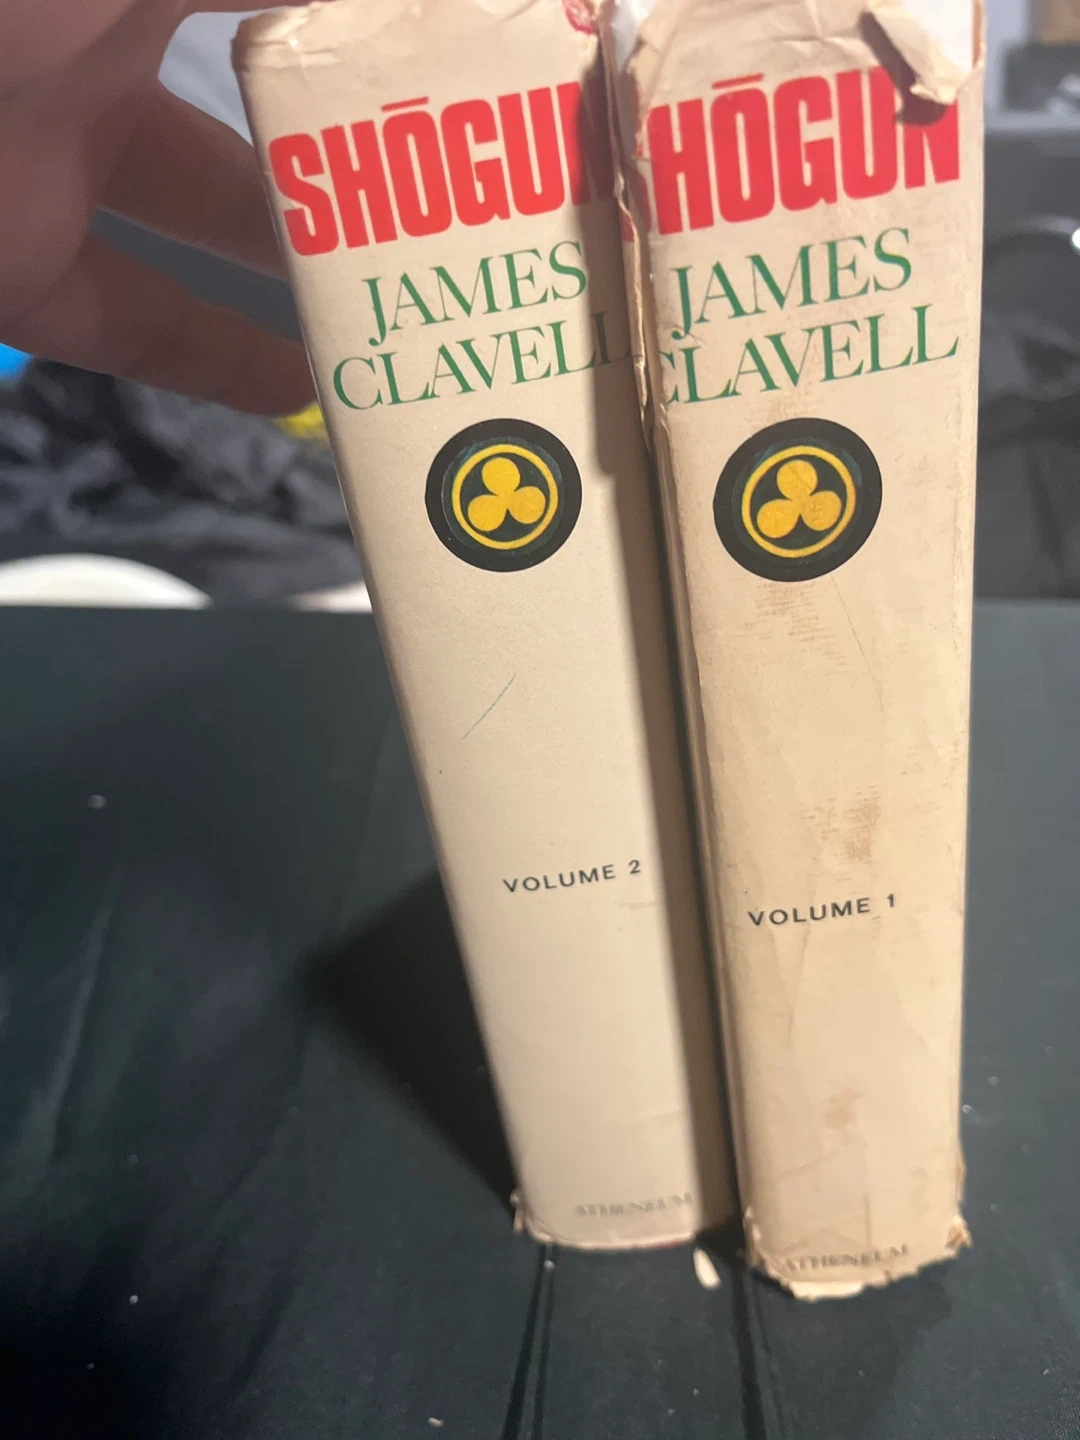 SHŌGUN
JAMES
CLAVELL
VOLUME 2
ATHENEUM
SHŌGUN
JAMES
CLAVELL
VOLUME 1
ATHENEUM